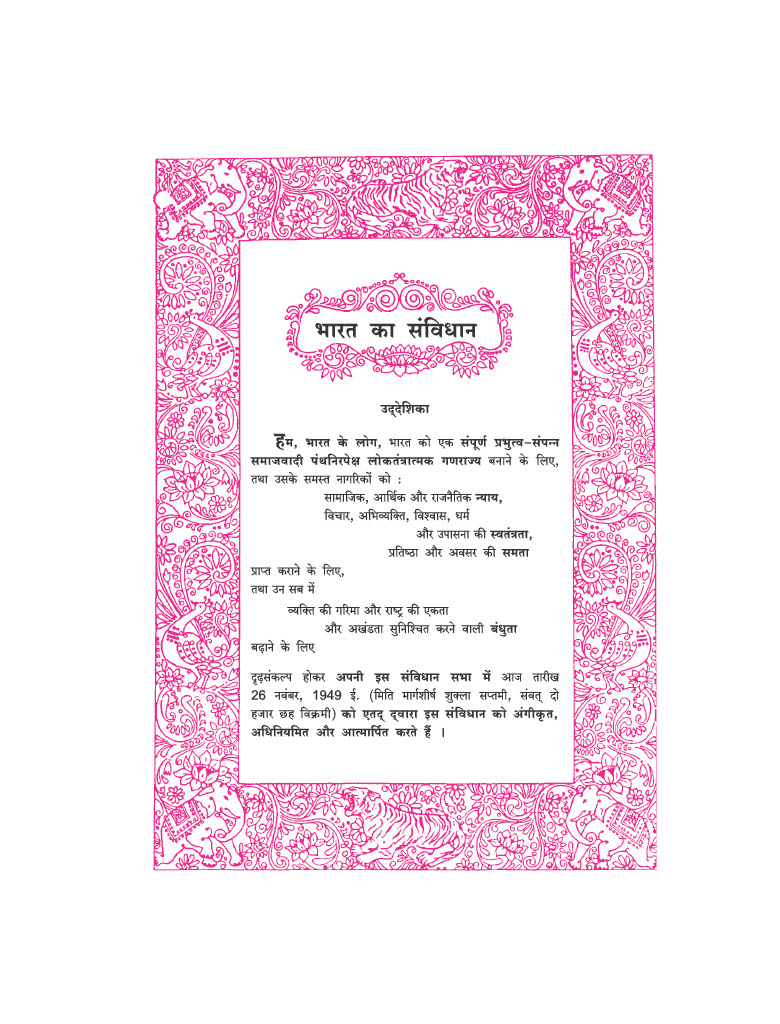 भारत का संविधान
उद्देशिका
हम, भारत के लोग, भारत को एक संपूर्ण प्रभुत्व-संपन्न
समाजवादी पंथनिरपेक्ष लोकतंत्रात्मक गणराज्य बनाने के लिए,
तथा उसके समस्त नागरिकों को :
सामाजिक, आर्थिक और राजनैतिक न्याय,
विचार, अभिव्यक्ति, विश्वास, धर्म
और उपासना की स्वतंत्रता,
प्रतिष्ठा और अवसर की समता
प्राप्त कराने के लिए,
तथा उन सब में
व्यक्ति की गरिमा और राष्ट्र की एकता
और अखंडता सुनिश्चित करने वाली बंधुता
बढ़ाने के लिए
दृढ़संकल्प होकर अपनी इस संविधान सभा में आज तारीख
26 नवंबर, 1949 ई. (मिति मार्गशीर्ष शुक्ला सप्तमी, संवत् दो
हजार छह विक्रमी) को एतद् द्वारा इस संविधान को अंगीकृत,
अधिनियमित और आत्मार्पित करते हैं ।